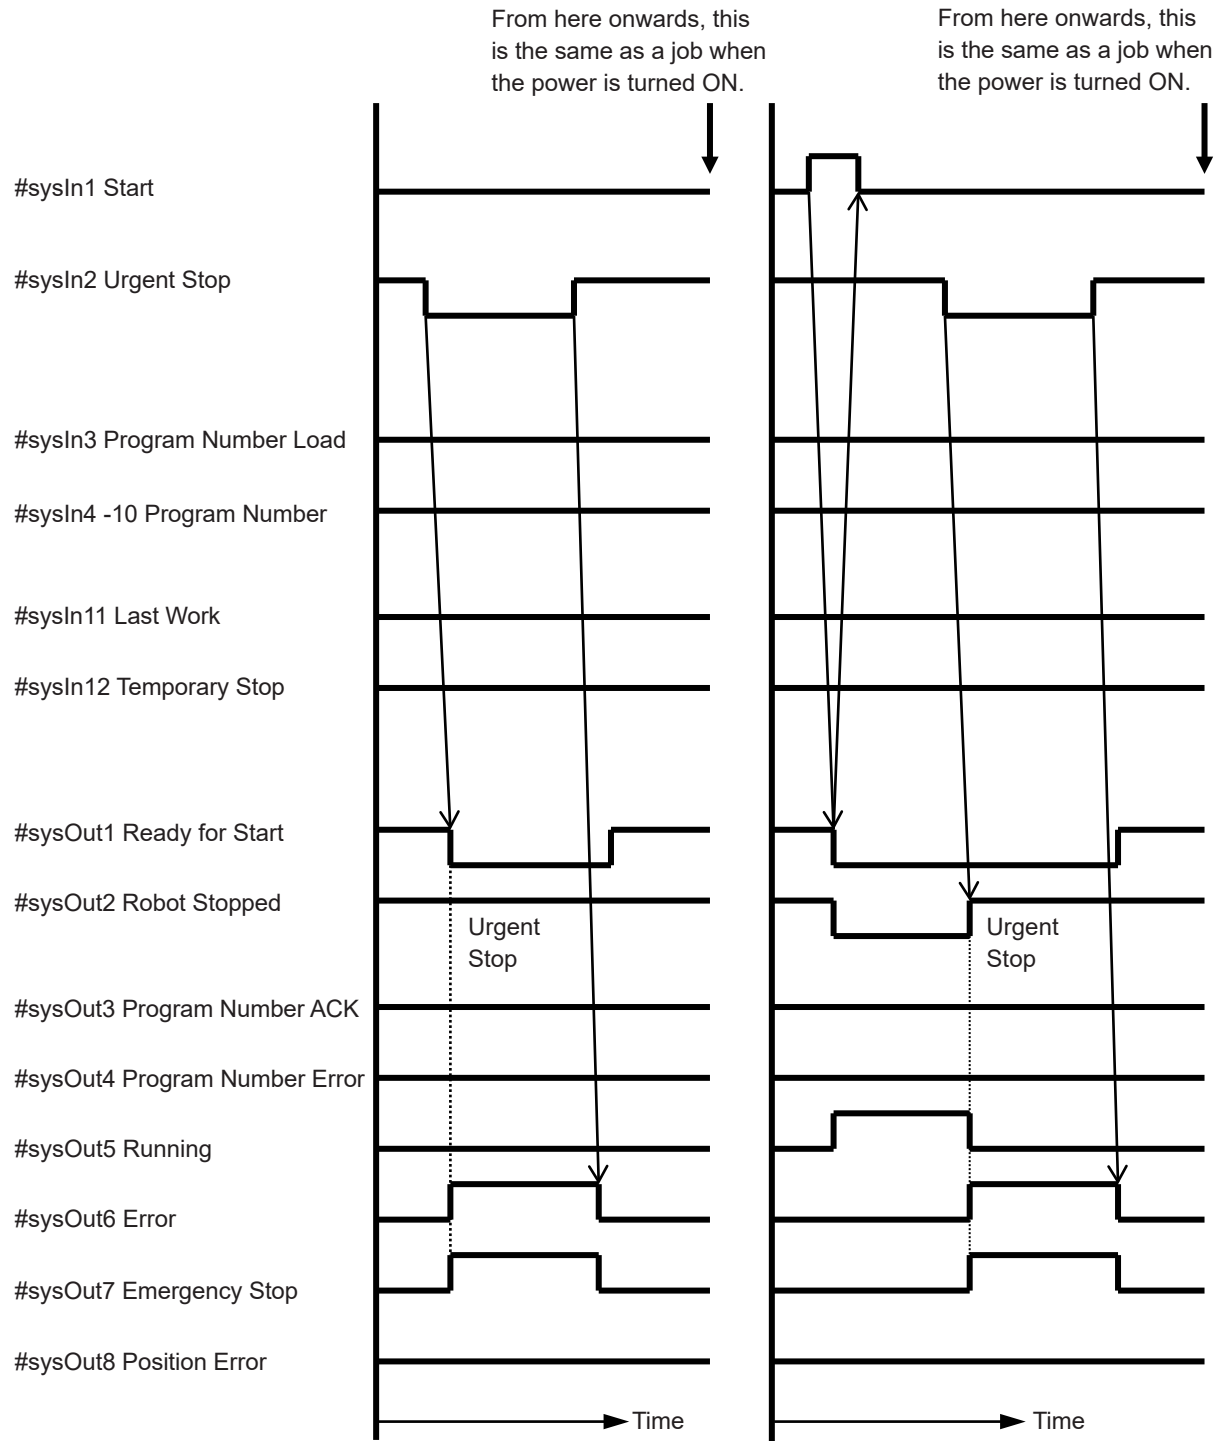 From here onwards, this
is the same as a job when
the power is turned ON.
From here onwards, this
is the same as a job when
the power is turned ON.
#sysIn1 Start
#sysIn2 Urgent Stop
#sysIn3 Program Number Load
#sysIn4 -10 Program Number
#sysIn11 Last Work
#sysIn12 Temporary Stop
#sysOut1 Ready for Start
#sysOut2 Robot Stopped
Urgent
Stop
Urgent
Stop
#sysOut3 Program Number ACK
#sysOut4 Program Number Error
#sysOut5 Running
#sysOut6 Error
#sysOut7 Emergency Stop
#sysOut8 Position Error
Time
Time